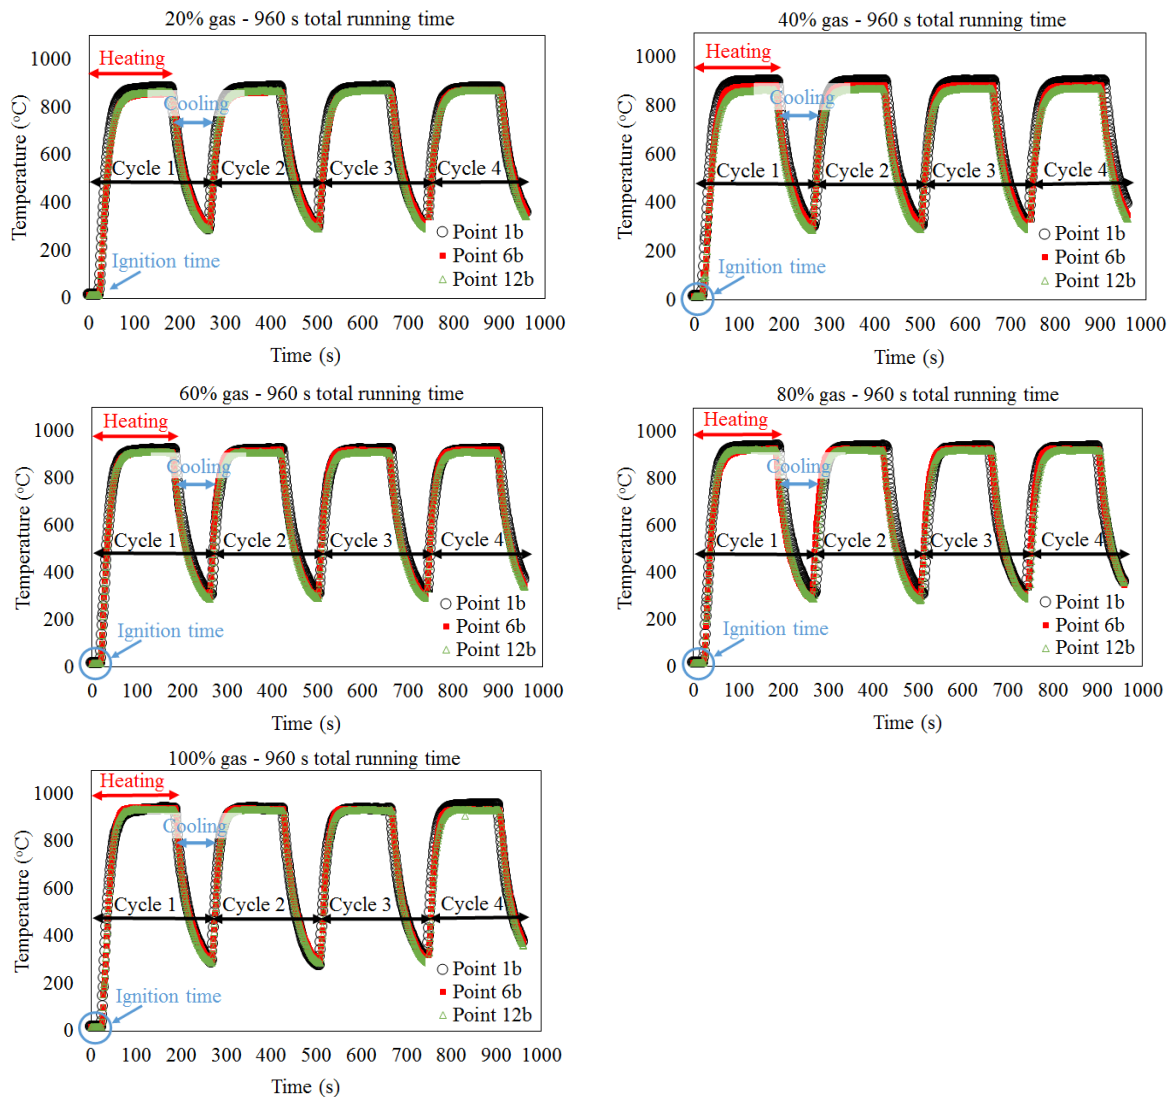 20% gas - 960 s total running time
Heating
Cooling
Cycle 1 Cycle 2 Cycle 3 Cycle 4
Ignition time
Point 1b
Point 6b
Point 12b
Temperature (°C)
1000
800
600
400
200
0
0 100 200 300 400 500 600 700 800 900 1000
Time (s)
40% gas - 960 s total running time
Heating
Cooling
Cycle 1 Cycle 2 Cycle 3 Cycle 4
Ignition time
Point 1b
Point 6b
Point 12b
Temperature (°C)
1000
800
600
400
200
0
0 100 200 300 400 500 600 700 800 900 1000
Time (s)
60% gas - 960 s total running time
Heating
Cooling
Cycle 1 Cycle 2 Cycle 3 Cycle 4
Ignition time
Point 1b
Point 6b
Point 12b
Temperature (°C)
1000
800
600
400
200
0
0 100 200 300 400 500 600 700 800 900 1000
Time (s)
80% gas - 960 s total running time
Heating
Cooling
Cycle 1 Cycle 2 Cycle 3 Cycle 4
Ignition time
Point 1b
Point 6b
Point 12b
Temperature (°C)
1000
800
600
400
200
0
0 100 200 300 400 500 600 700 800 900 1000
Time (s)
100% gas - 960 s total running time
Heating
Cooling
Cycle 1 Cycle 2 Cycle 3 Cycle 4
Ignition time
Point 1b
Point 6b
Point 12b
Temperature (°C)
1000
800
600
400
200
0
0 100 200 300 400 500 600 700 800 900 1000
Time (s)